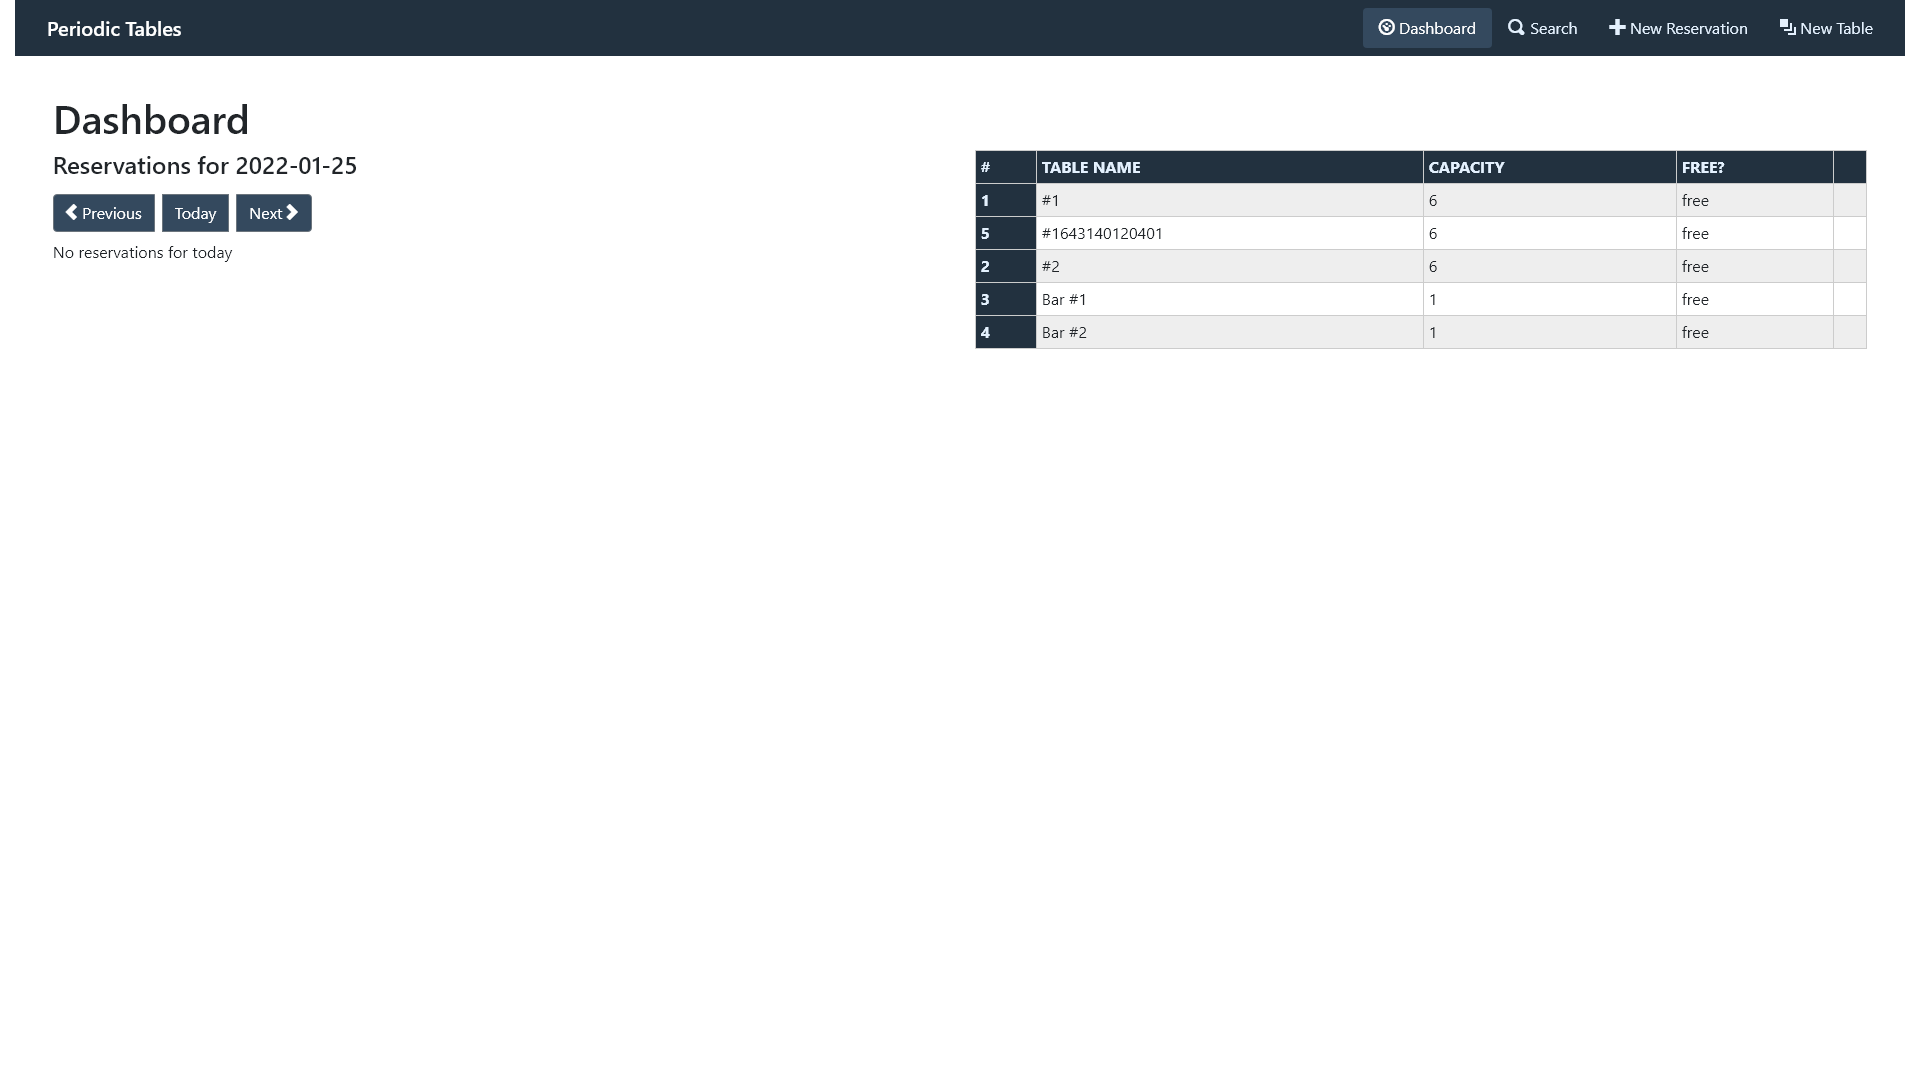 Periodic Tables
Dashboard Search New Reservation New Table
Dashboard
Reservations for 2022-01-25
Previous Today Next
No reservations for today
# TABLE NAME CAPACITY FREE?
1 #1 6 free
5 #1643140120401 6 free
2 #2 6 free
3 Bar #1 1 free
4 Bar #2 1 free